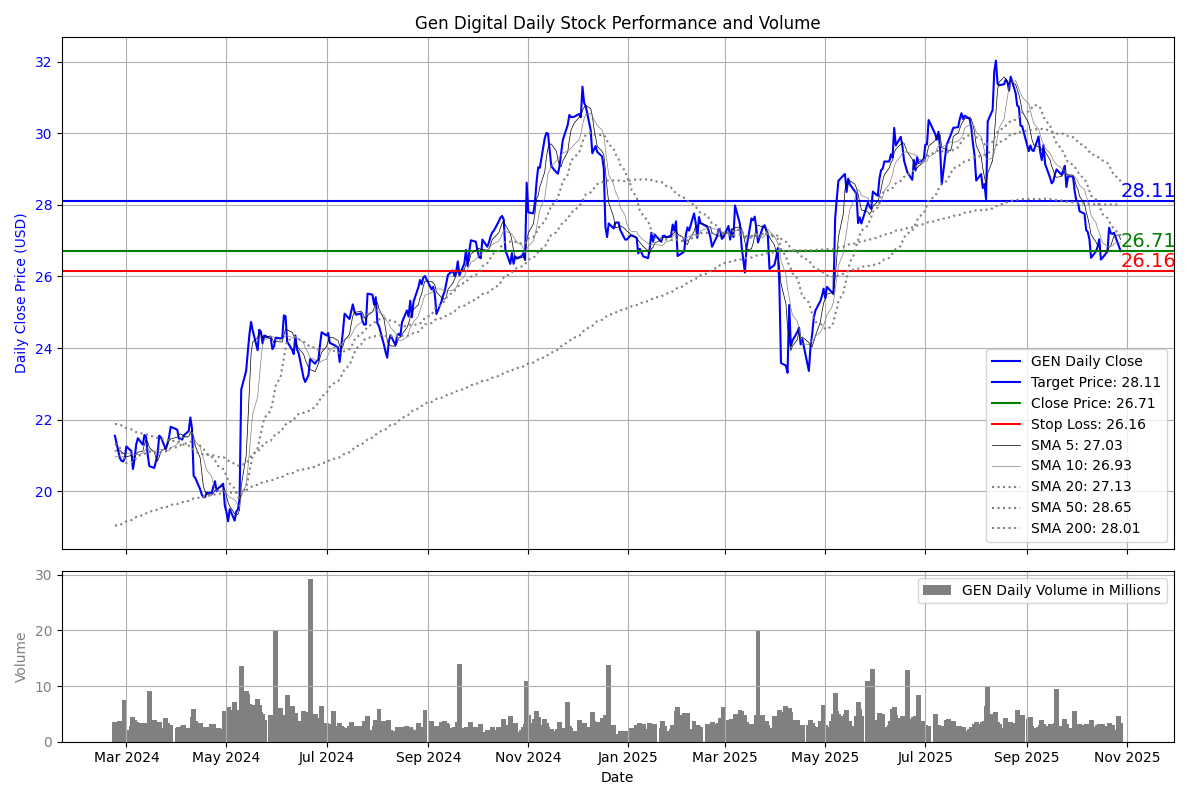 Gen Digital Daily Stock Performance and Volume
Daily Close Price (USD)
32
30
28
26
24
22
20
28.11
26.71
26.16
GEN Daily Close
Target Price: 28.11
Close Price: 26.71
Stop Loss: 26.16
SMA 5: 27.03
SMA 10: 26.93
SMA 20: 27.13
SMA 50: 28.65
SMA 200: 28.01
Volume
30
20
10
0
GEN Daily Volume in Millions
Mar 2024 May 2024 Jul 2024 Sep 2024 Nov 2024 Jan 2025 Mar 2025 May 2025 Jul 2025 Sep 2025 Nov 2025
Date